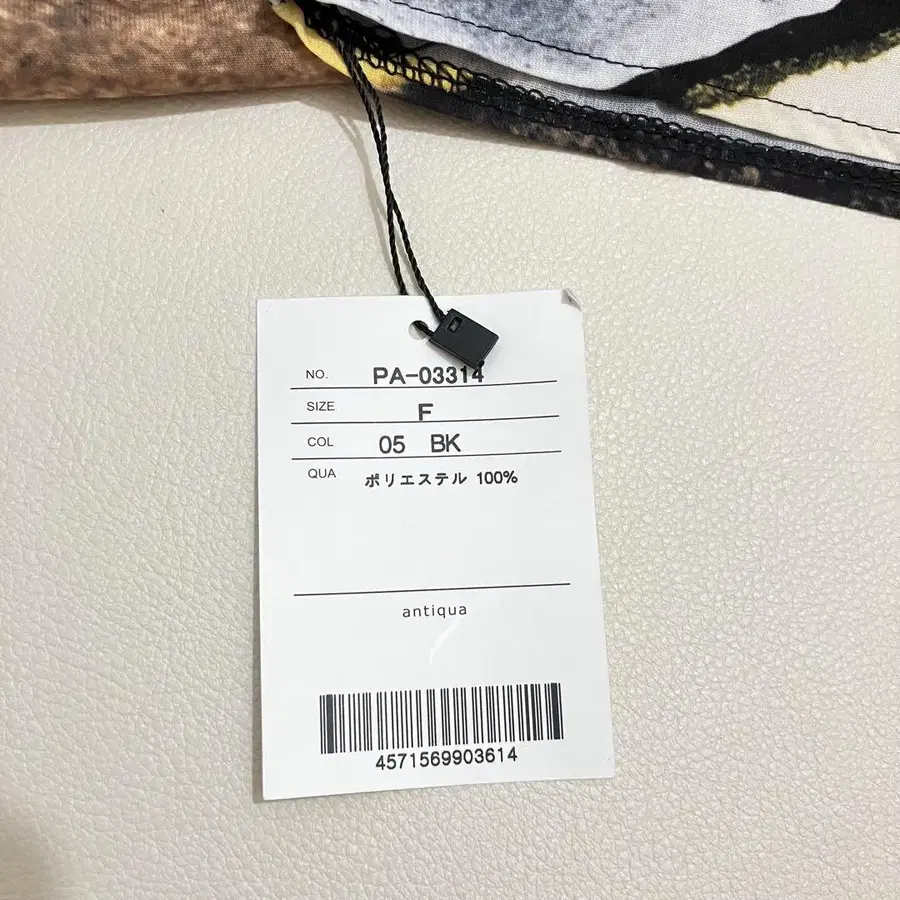 NO. PA-03314
SIZE F
COL 05 BK
QUA ポリエステル 100%
antiqua
4571569903614